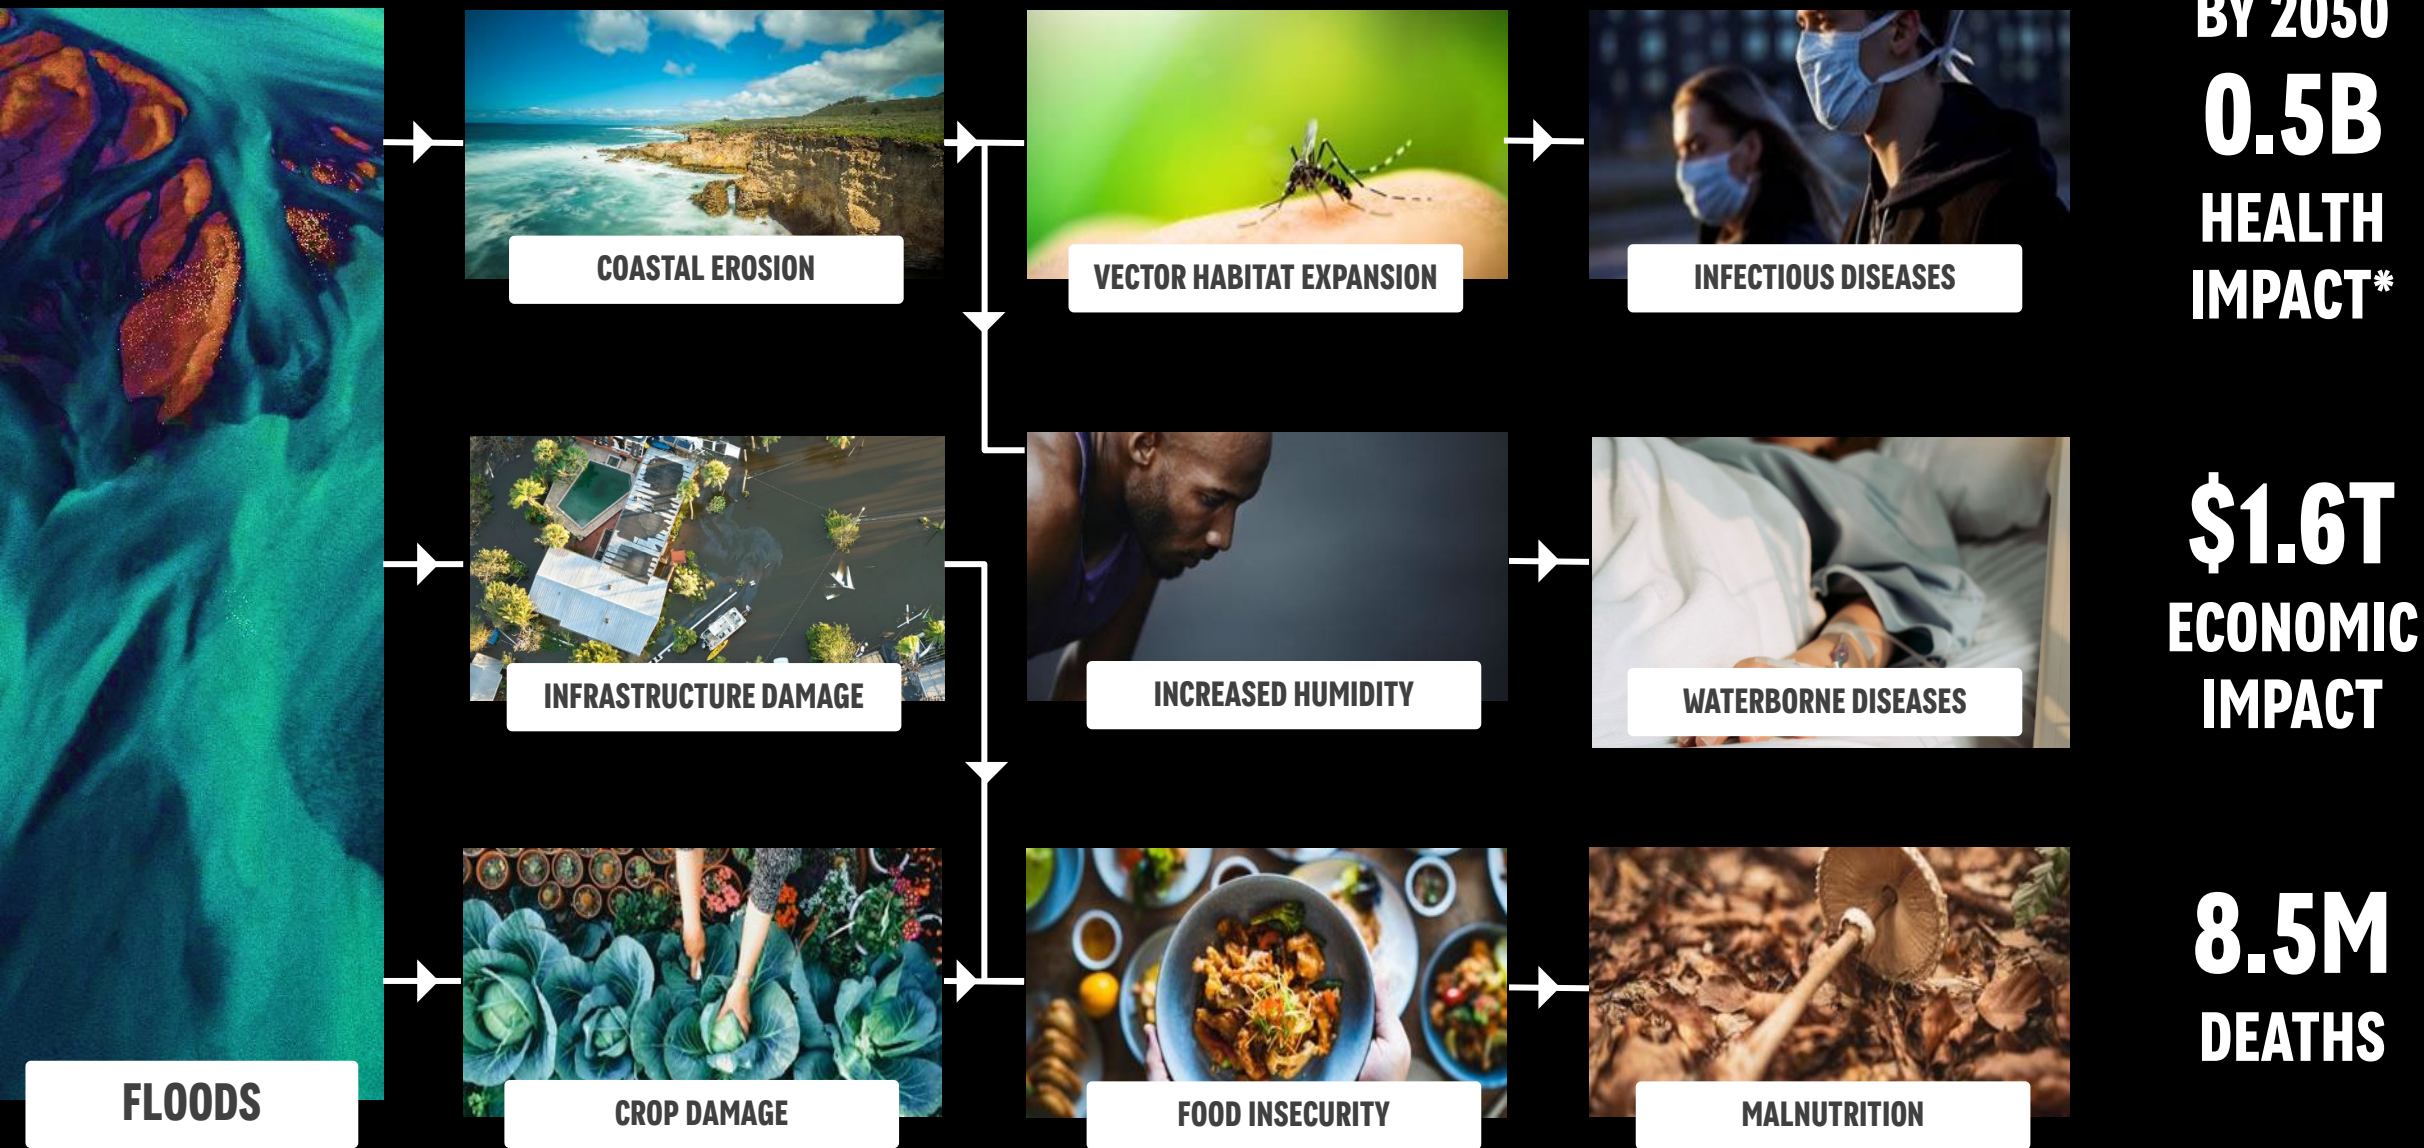 BY 2050
0.5B
HEALTH
IMPACT*
COASTAL EROSION
VECTOR HABITAT EXPANSION
INFECTIOUS DISEASES
$1.6T
ECONOMIC
IMPACT
INFRASTRUCTURE DAMAGE
INCREASED HUMIDITY
WATERBORNE DISEASES
8.5M
DEATHS
FLOODS
CROP DAMAGE
FOOD INSECURITY
MALNUTRITION